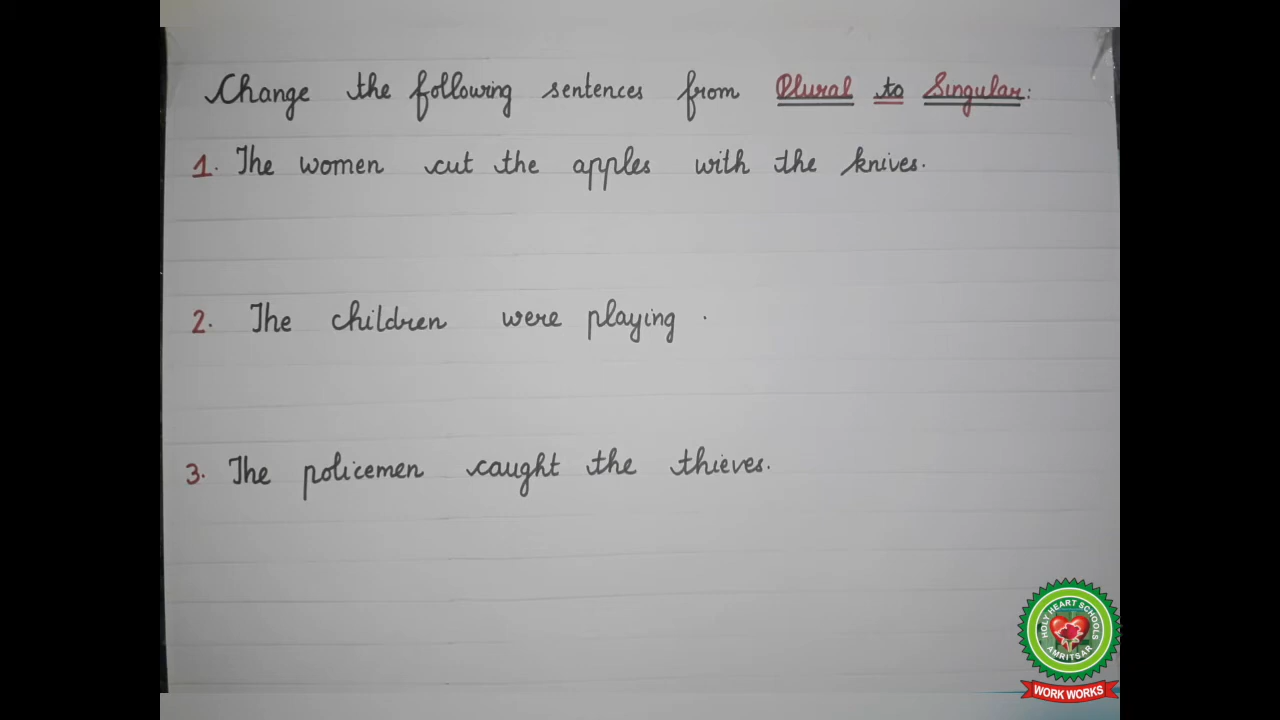 Change the following sentences from Plural to Singular:
1. The women cut the apples with the knives.
2. The children were playing.
3. The policemen caught the thieves.
HOLY HEART SCHOOLS
AMRITSAR
WORK WORKS